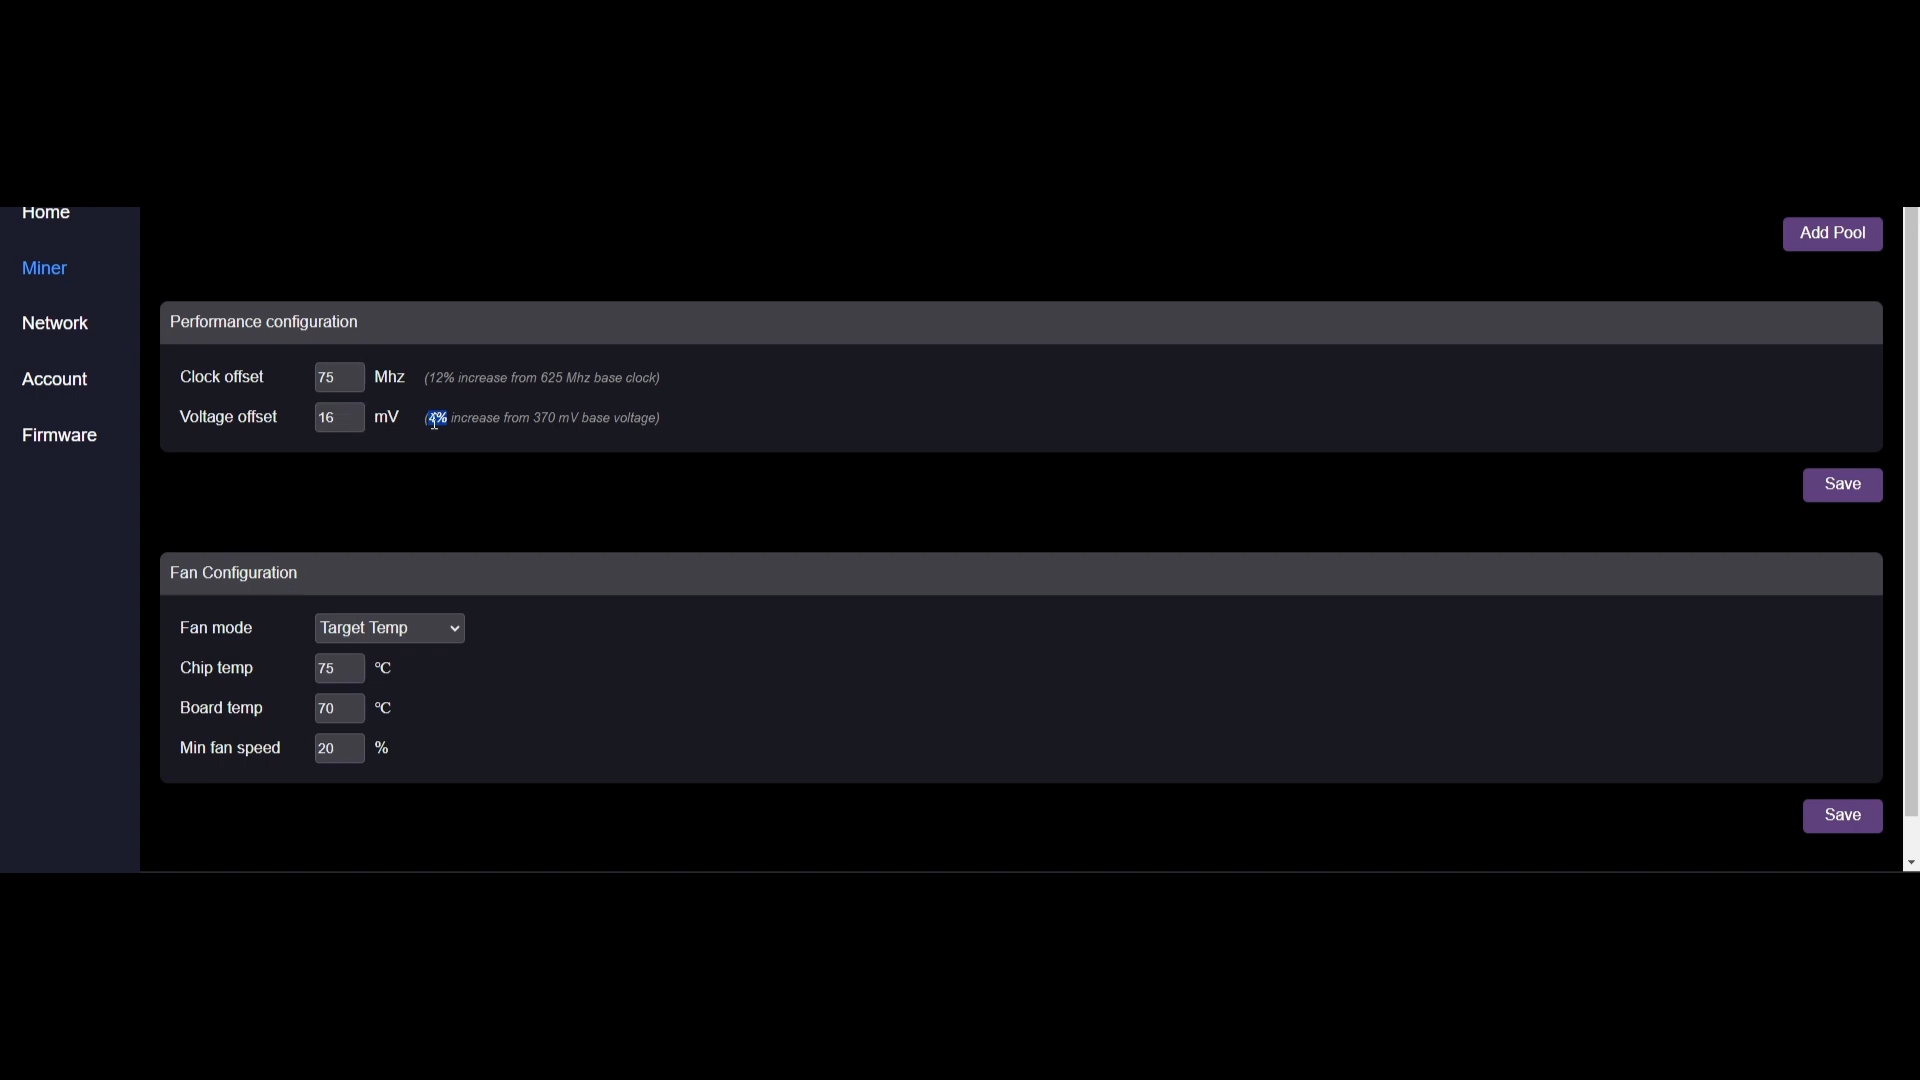 Home
Add Pool
Miner
Network
Performance configuration
Account
Clock offset 75 Mhz (12% increase from 625 Mhz base clock)
Voltage offset 16 mV (4% increase from 370 mV base voltage)
Firmware
Save
Fan Configuration
Fan mode Target Temp
Chip temp 75 °C
Board temp 70 °C
Min fan speed 20 %
Save